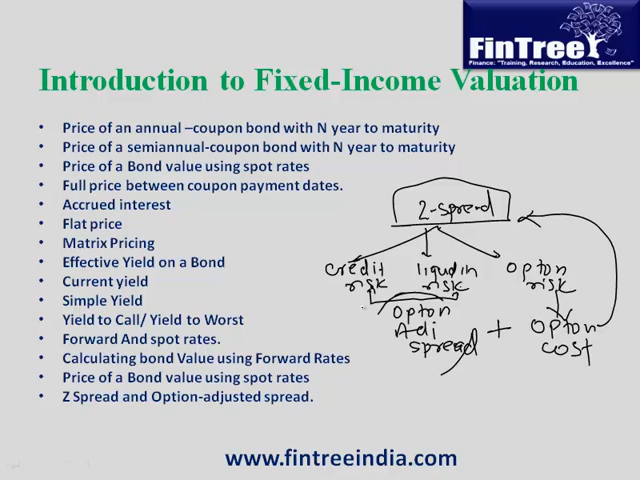 FinTree
Finance: "Training, Research, Education, Excellence"
Introduction to Fixed-Income Valuation
• Price of an annual –coupon bond with N year to maturity
• Price of a semiannual-coupon bond with N year to maturity
• Price of a Bond value using spot rates
• Full price between coupon payment dates.
• Accrued interest
• Flat price
• Matrix Pricing
• Effective Yield on a Bond
• Current yield
• Simple Yield
• Yield to Call/ Yield to Worst
• Forward And spot rates.
• Calculating bond Value using Forward Rates
• Price of a Bond value using spot rates
• Z Spread and Option-adjusted spread.
Z-spread
credit risk
risk
Opton risk
Opton Adj spread
+
Opton cost
www.fintreeindia.com